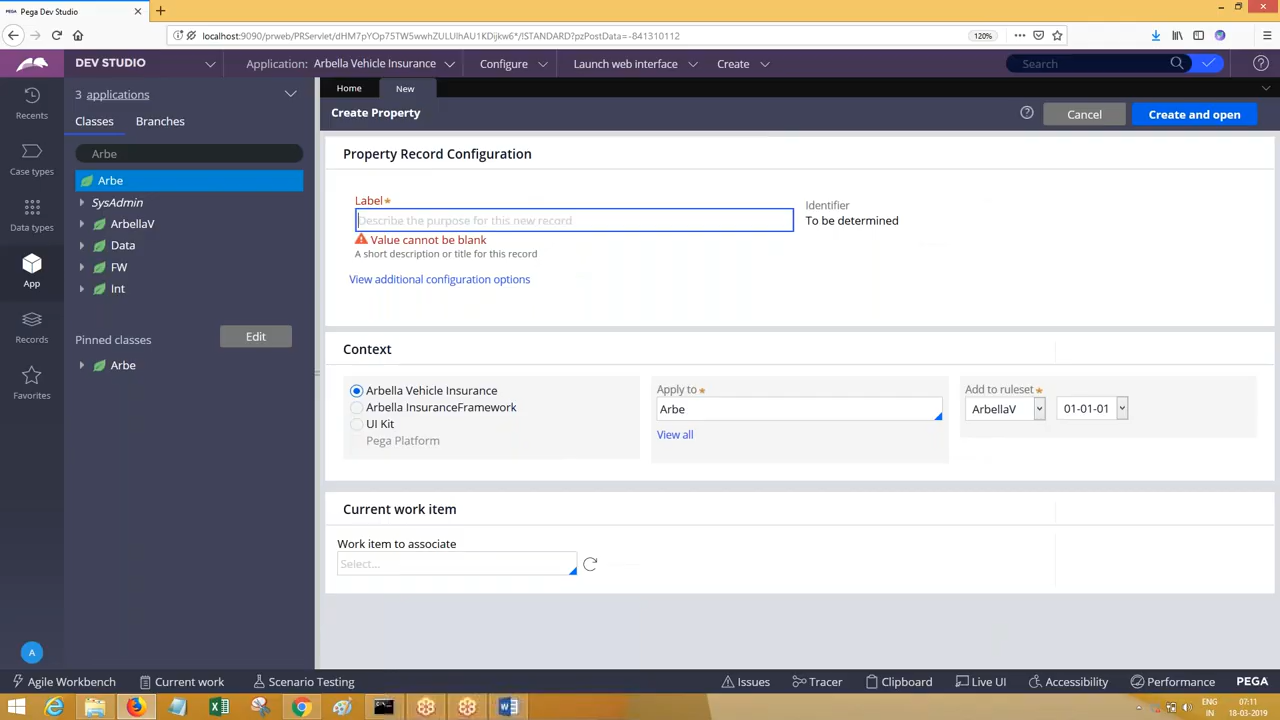 Pega Dev Studio
localhost:9090/prweb/PRServlet/dHM7pYOp75TW5wwhZULUlhAU1KDijkw6*/!STANDARD?pzPostData=-841310112
120%
DEV STUDIO
Application: Arbella Vehicle Insurance
Configure
Launch web interface
Create
Search
Recents
Case types
Data types
App
Records
Favorites
A
3 applications
Classes
Branches
Arbe
Arbe
SysAdmin
ArbellaV
Data
FW
Int
Pinned classes
Edit
Arbe
Home
New
Create Property
Cancel
Create and open
Property Record Configuration
Label★
Describe the purpose for this new record
Value cannot be blank
A short description or title for this record
Identifier
To be determined
View additional configuration options
Context
Arbella Vehicle Insurance
Arbella InsuranceFramework
UI Kit
Pega Platform
Apply to ★
Arbe
View all
Add to ruleset★
ArbellaV
01-01-01
Current work item
Work item to associate
Select...
Agile Workbench
Current work
Scenario Testing
Issues
Tracer
Clipboard
Live UI
Accessibility
Performance
PEGA
ENG
IN
07:11
18-03-2019